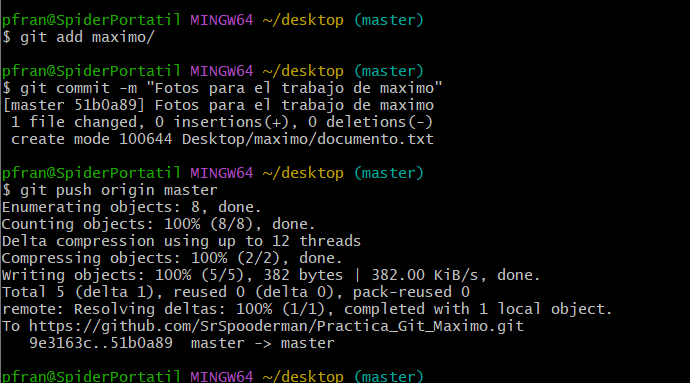 pfran@SpiderPortatil MINGW64 ~/desktop (master)
$ git add maximo/
pfran@SpiderPortatil MINGW64 ~/desktop (master)
$ git commit -m "Fotos para el trabajo de maximo"
[master 51b0a89] Fotos para el trabajo de maximo
 1 file changed, 0 insertions(+), 0 deletions(-)
 create mode 100644 Desktop/maximo/documento.txt
pfran@SpiderPortatil MINGW64 ~/desktop (master)
$ git push origin master
Enumerating objects: 8, done.
Counting objects: 100% (8/8), done.
Delta compression using up to 12 threads
Compressing objects: 100% (2/2), done.
Writing objects: 100% (5/5), 382 bytes | 382.00 KiB/s, done.
Total 5 (delta 1), reused 0 (delta 0), pack-reused 0
remote: Resolving deltas: 100% (1/1), completed with 1 local object.
To https://github.com/SrSpooderman/Practica_Git_Maximo.git
   9e3163c..51b0a89  master -> master
pfran@SpiderPortatil MINGW64 ~/desktop (master)